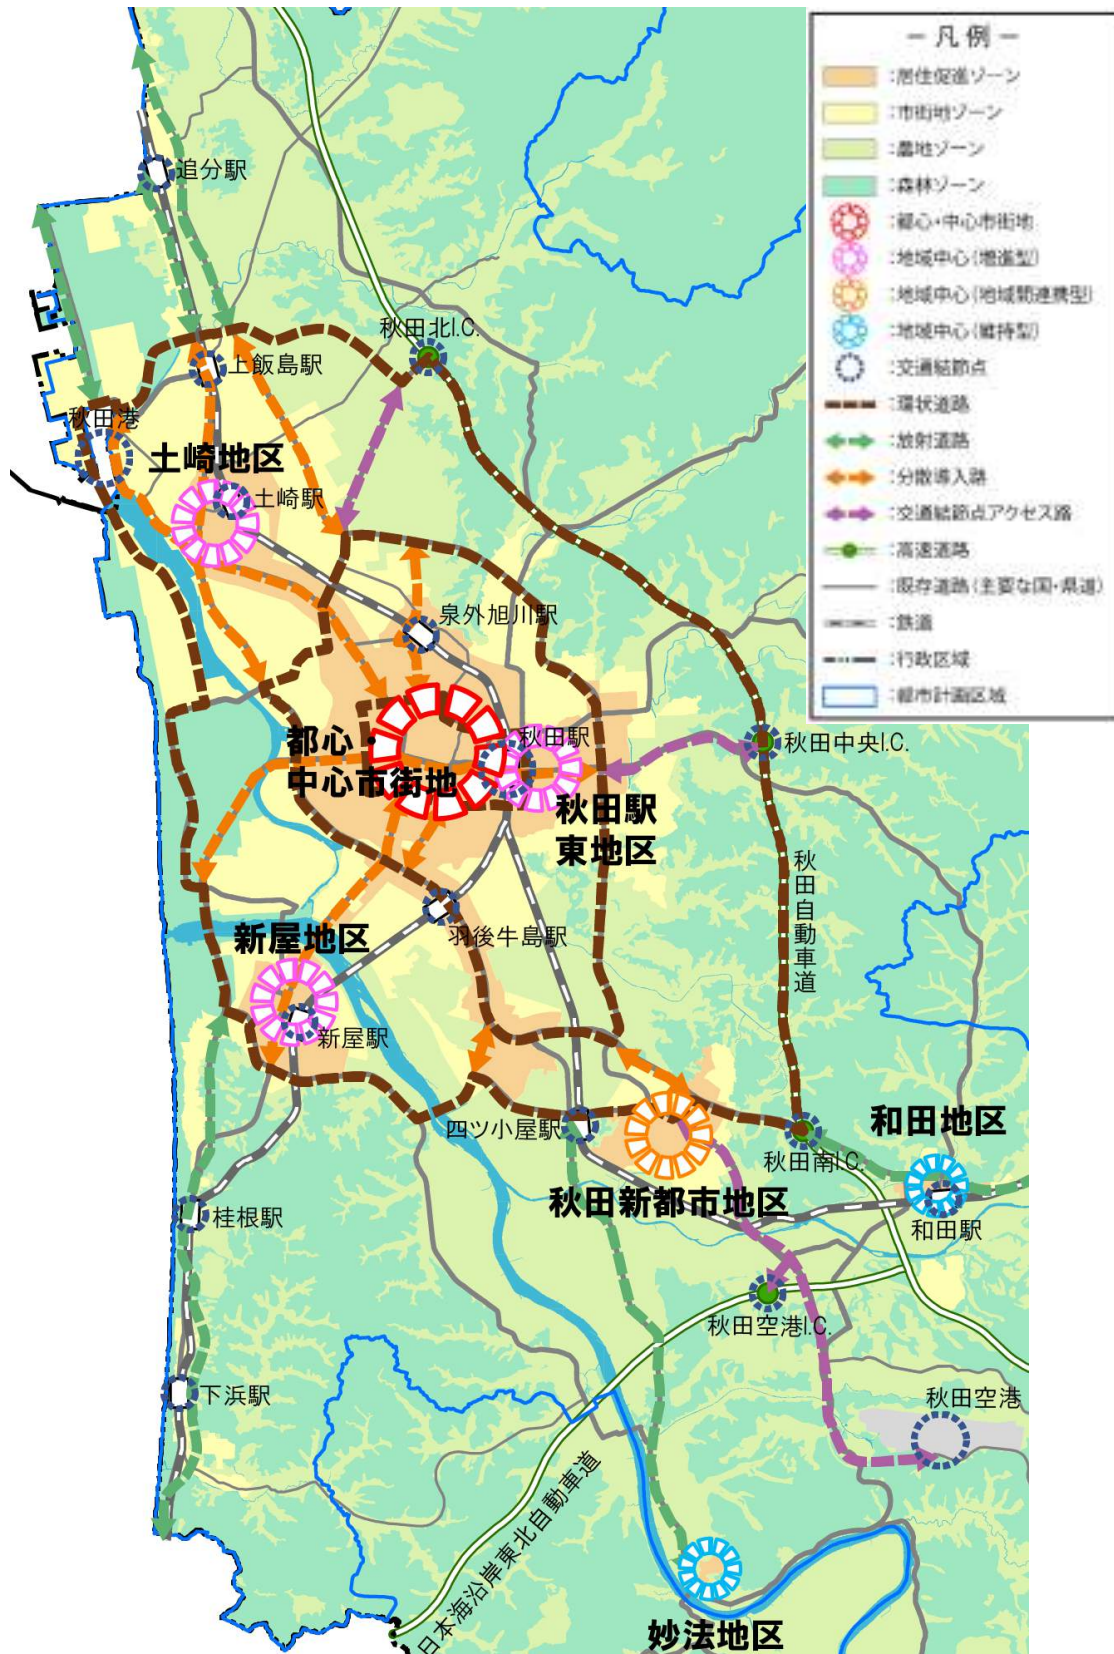 －凡例－
:居住促進ゾーン
:市街地ゾーン
:農地ゾーン
:森林ゾーン
:都心・中心市街地
:地域中心(増進型)
:地域中心(地域間連携型)
:地域中心(維持型)
:交通結節点
:環状道路
:放射道路
:分散導入路
:交通結節点アクセス路
:高速道路
:既存道路(主要な国・県道)
:鉄道
:行政区域
:都市計画区域
追分駅
秋田北I.C.
上飯島駅
秋田港
土崎地区
土崎駅
泉外旭川駅
都心・
中心市街地
秋田駅
秋田中央I.C.
秋田駅
東地区
秋田自動車道
羽後牛島駅
新屋地区
新屋駅
四ツ小屋駅
和田地区
秋田南I.C.
秋田新都市地区
和田駅
桂根駅
秋田空港I.C.
下浜駅
秋田空港
日本海沿岸東北自動車道
妙法地区